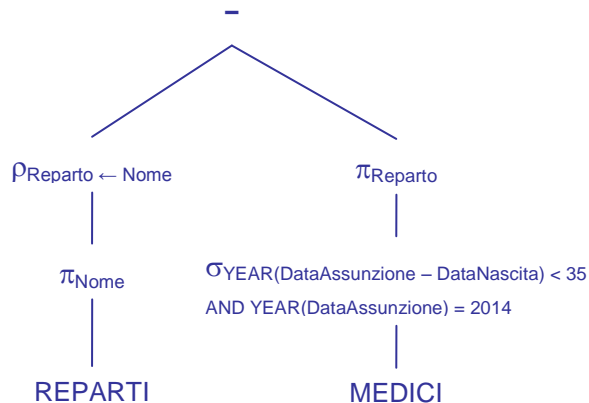 –
ρReparto ← Nome
πReparto
πNome
σYEAR(DataAssunzione – DataNascita) < 35
AND YEAR(DataAssunzione) = 2014
REPARTI
MEDICI